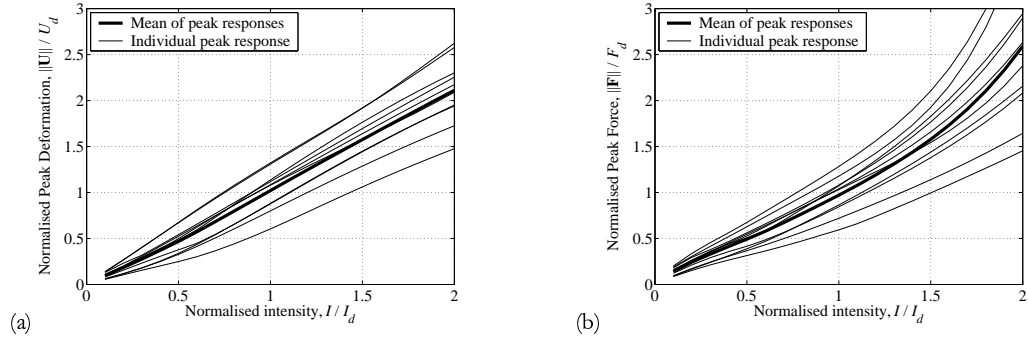 Normalised Peak Deformation, ||U|| / U_d
3
2.5
2
1.5
1
0.5
0
Mean of peak responses
Individual peak response
0 0.5 1 1.5 2
Normalised intensity, I / I_d
(a)
Normalised Peak Force, ||F|| / F_d
3
2.5
2
1.5
1
0.5
0
Mean of peak responses
Individual peak response
0 0.5 1 1.5 2
Normalised intensity, I / I_d
(b)